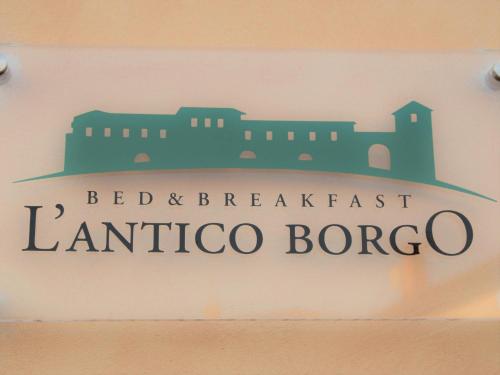 BED & BREAKFAST
L'ANTICO BORGO